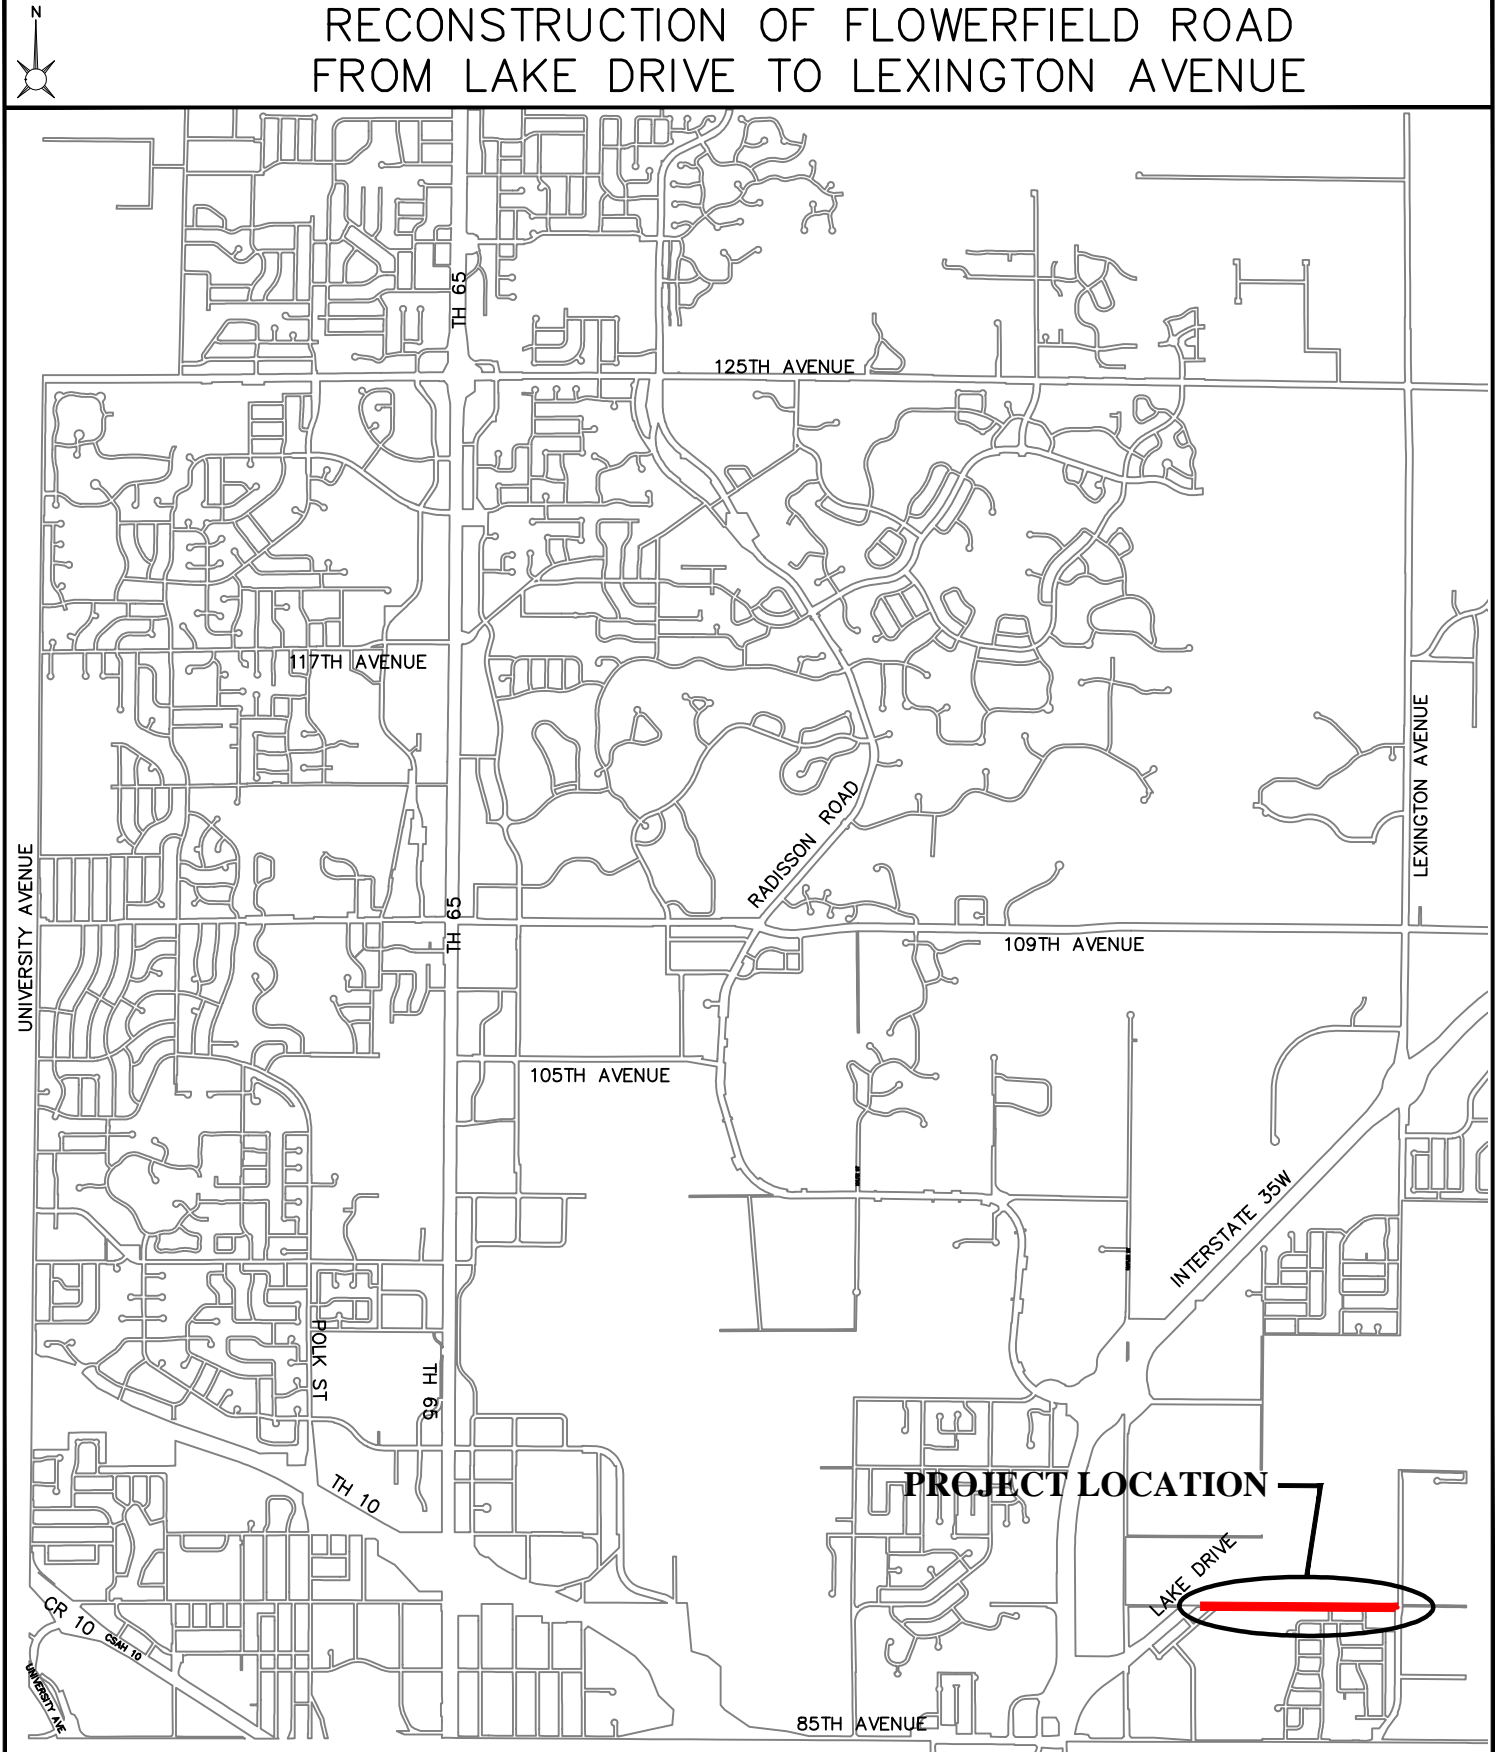 N
RECONSTRUCTION OF FLOWERFIELD ROAD
FROM LAKE DRIVE TO LEXINGTON AVENUE
TH 65
125TH AVENUE
117TH AVENUE
LEXINGTON AVENUE
RADISSON ROAD
UNIVERSITY AVENUE
TH 65
109TH AVENUE
105TH AVENUE
INTERSTATE 35W
POLK ST
TH 65
PROJECT LOCATION
TH 10
LAKE DRIVE
CR 10
CSAH 10
UNIVERSITY AVE
85TH AVENUE